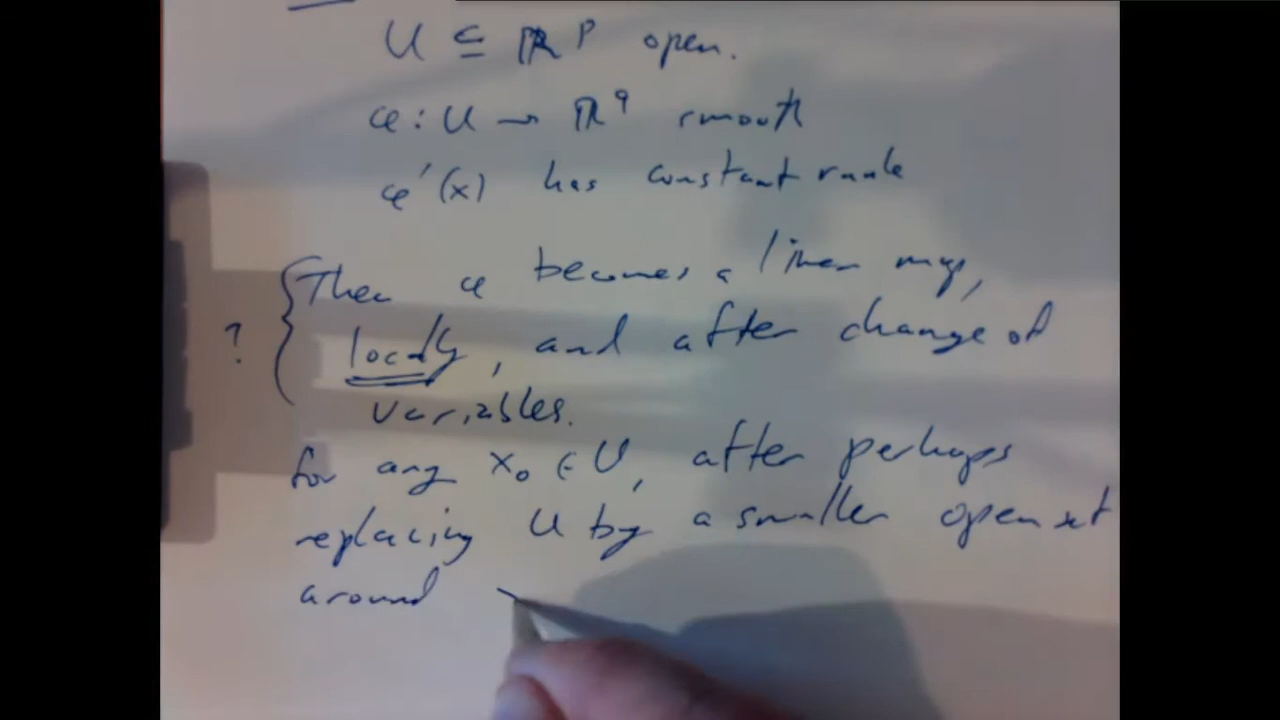 U ⊆ ℝ^p open.
φ : U → ℝ^q smooth
φ'(x) has constant rank
Then φ becomes a linear map,
? { locally, and after change of
variables.
for any x₀ ∈ U, after perhaps
replacing U by a smaller open set
around